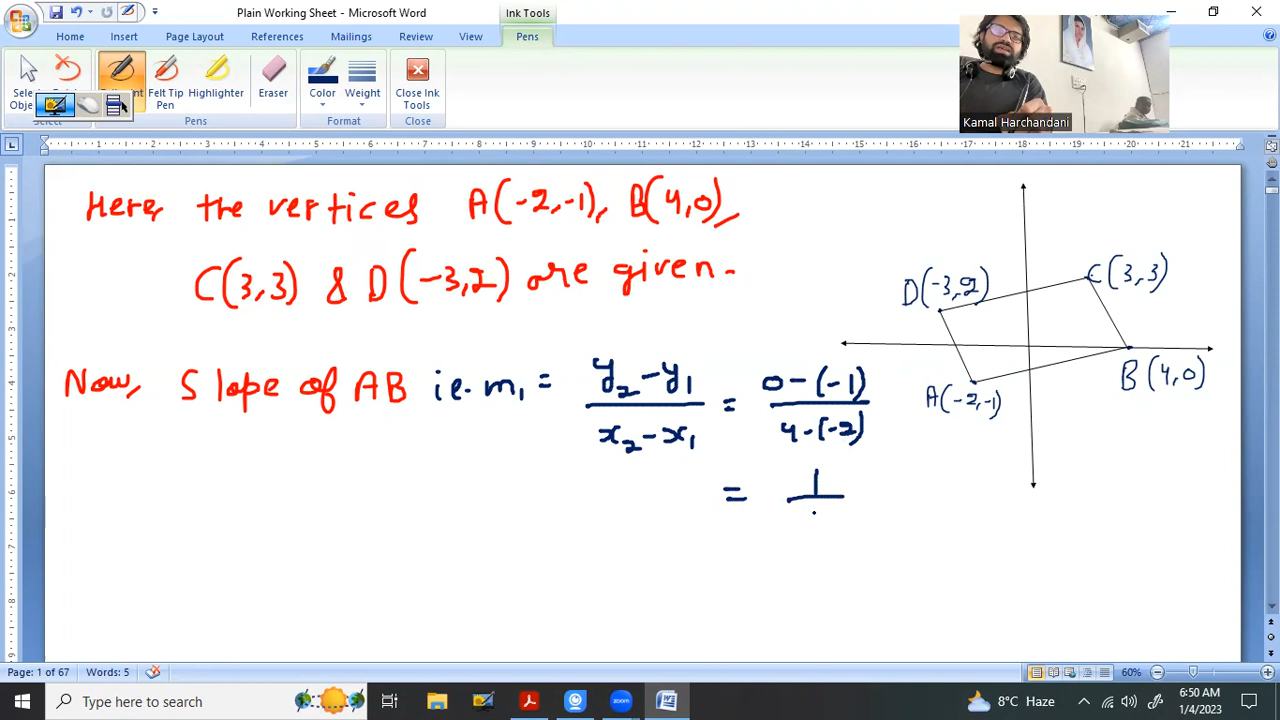 Plain Working Sheet - Microsoft Word
Ink Tools
Home Insert Page Layout References Mailings Review View Pens
Felt Tip Pen
Highlighter
Eraser
Color
Weight
Close Ink Tools
Pens
Format
Close
Kamal Harchandani
Here, the vertices A(-2,-1), B(4,0),
C(3,3) & D(-3,2) are given.
Now, Slope of AB i.e. m₁ = (y₂-y₁)/(x₂-x₁) = (0-(-1))/(4-(-2))
= 1/
D(-3,2)
C(3,3)
B(4,0)
A(-2,-1)
Page: 1 of 67 Words: 5
60%
Type here to search
8°C Haze
6:50 AM
1/4/2023